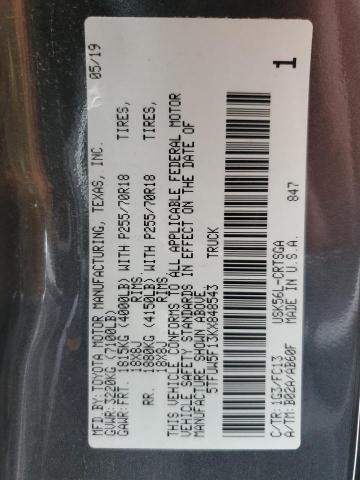 MFD.BY:TOYOTA MOTOR MANUFACTURING, TEXAS, INC. 05/19
GVWR:3220KG(7100LB)
GAWR:FRT. 1815KG(4000LB)WITH P255/70R18 TIRES,
18X8J RIMS
RR. 1880KG(4150LB)WITH P255/70R18 TIRES,
18X8J RIMS
THIS VEHICLE CONFORMS TO ALL APPLICABLE FEDERAL MOTOR
VEHICLE SAFETY STANDARDS IN EFFECT ON THE DATE OF
MANUFACTURE SHOWN ABOVE.
5TFUW5F13KX848543 TRUCK
1
USK56L-CRTSGA 847
C/TR:1G3/FC13 MADE IN U.S.A.
A/TM:B02A/AB60F